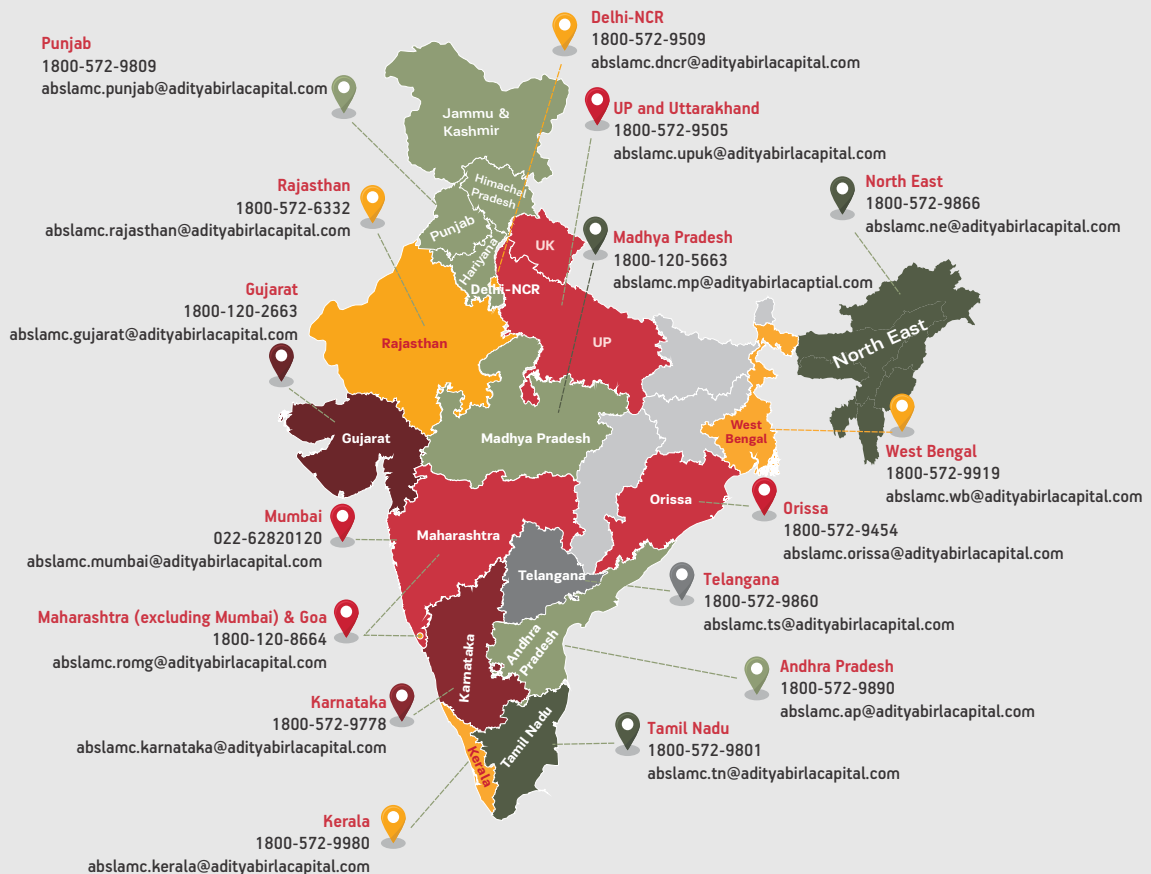 Delhi-NCR
1800-572-9509
abslamc.dncr@adityabirlacapital.com
Punjab
1800-572-9809
abslamc.punjab@adityabirlacapital.com
UP and Uttarakhand
1800-572-9505
abslamc.upuk@adityabirlacapital.com
Rajasthan
1800-572-6332
abslamc.rajasthan@adityabirlacapital.com
North East
1800-572-9866
abslamc.ne@adityabirlacapital.com
Madhya Pradesh
1800-120-5663
abslamc.mp@adityabirlacaptial.com
Gujarat
1800-120-2663
abslamc.gujarat@adityabirlacapital.com
Jammu &
Kashmir
Himachal
Pradesh
Punjab
Hariyana
UK
Delhi-NCR
Rajasthan
UP
North East
Gujarat
Madhya Pradesh
West
Bengal
West Bengal
1800-572-9919
abslamc.wb@adityabirlacapital.com
Orissa
Orissa
1800-572-9454
abslamc.orissa@adityabirlacapital.com
Mumbai
022-62820120
abslamc.mumbai@adityabirlacapital.com
Maharashtra
Telangana
Telangana
1800-572-9860
abslamc.ts@adityabirlacapital.com
Maharashtra (excluding Mumbai) & Goa
1800-120-8664
abslamc.romg@adityabirlacapital.com
Karnataka
Andhra
Pradesh
Andhra Pradesh
1800-572-9890
abslamc.ap@adityabirlacapital.com
Karnataka
1800-572-9778
abslamc.karnataka@adityabirlacapital.com
Tamil Nadu
Tamil Nadu
1800-572-9801
abslamc.tn@adityabirlacapital.com
Kerala
Kerala
1800-572-9980
abslamc.kerala@adityabirlacapital.com